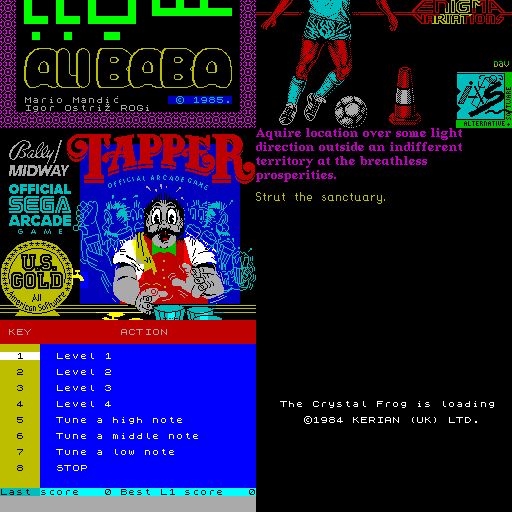 ALI BABA
Mario Mandić
Igor Ostriž ROGi
© 1985.
ENIGMA
VARIATIONS
DaV
A5
ALTERNATIVE
SOFTWARE
Bally!
MIDWAY
OFFICIAL
SEGA
ARCADE
GAME
U.S.
GOLD
All
American Software
TAPPER
OFFICIAL ARCADE GAME
Aquire location over some light
direction outside an indifferent
territory at the breathless
prosperities.
Strut the sanctuary.
KEY ACTION
1 Level 1
2 Level 2
3 Level 3
4 Level 4
5 Tune a high note
6 Tune a middle note
7 Tune a low note
8 STOP
Last score 0 Best L1 score 0
The Crystal Frog is loading
©1984 KERIAN (UK) LTD.